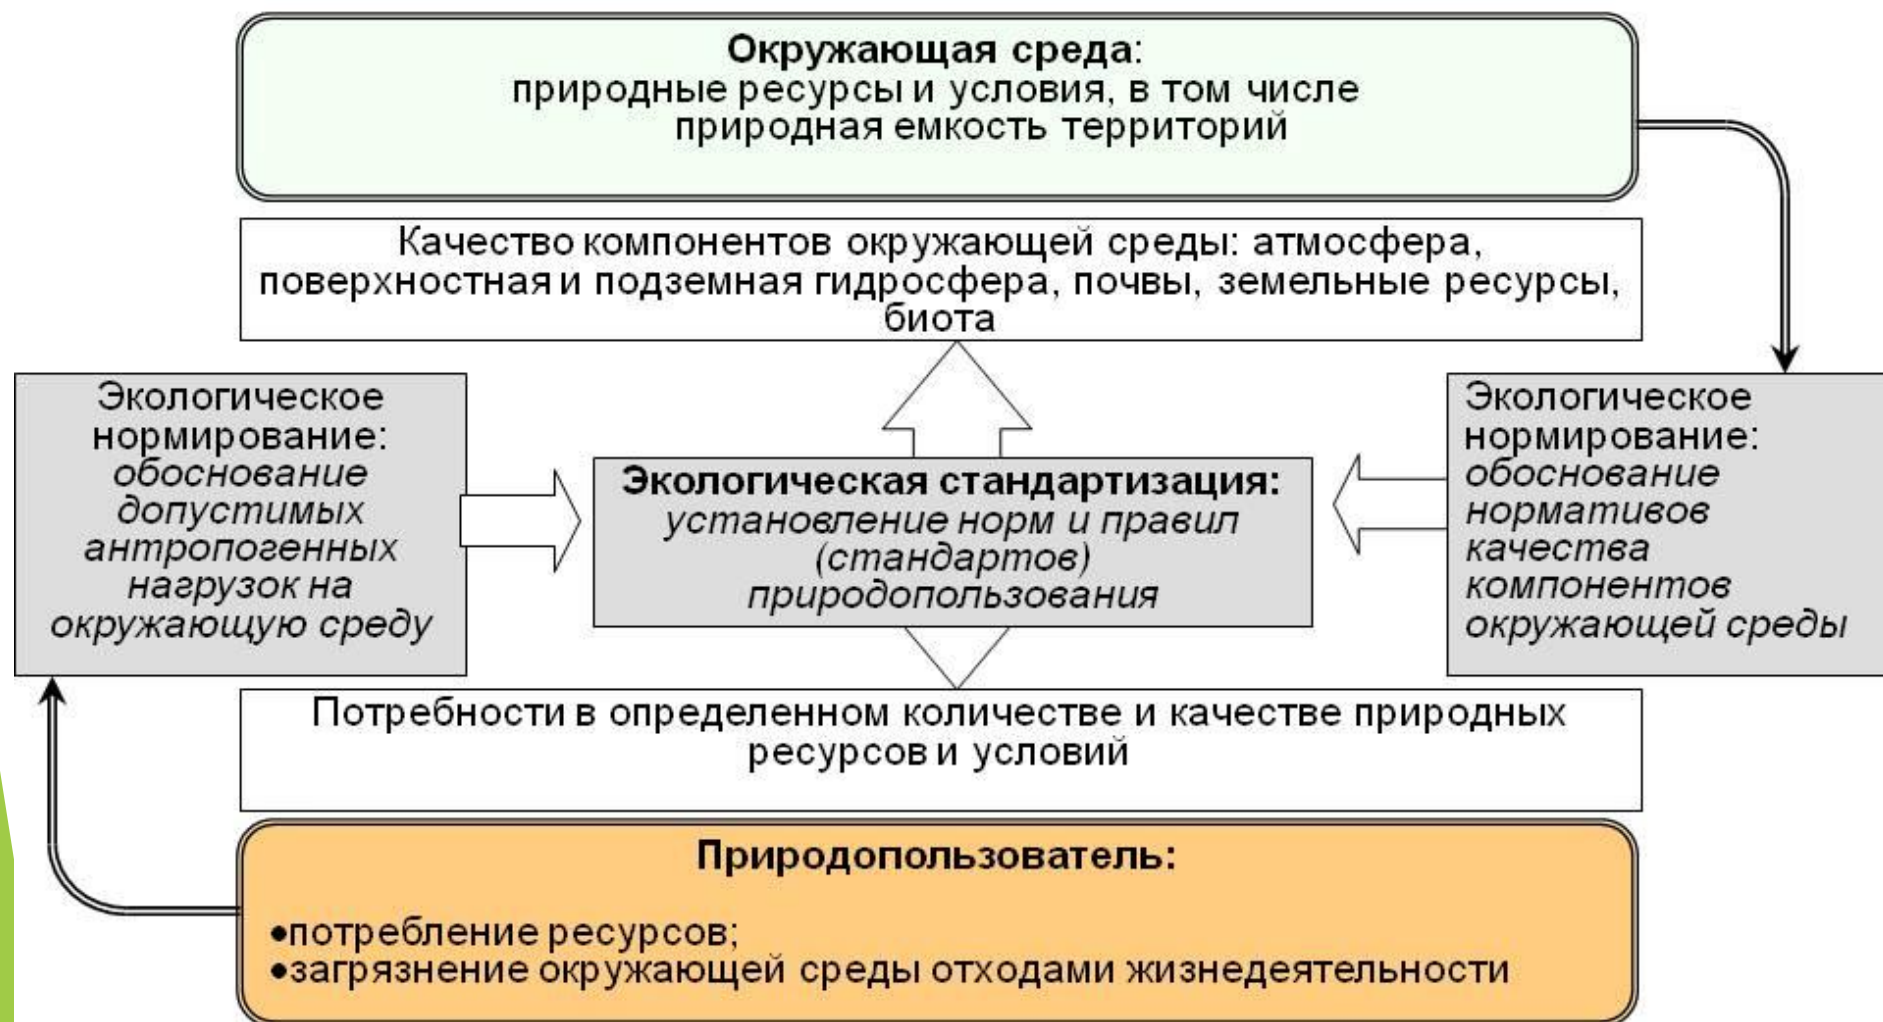 Окружающая среда:
природные ресурсы и условия, в том числе
природная емкость территорий
Качество компонентов окружающей среды: атмосфера,
поверхностная и подземная гидросфера, почвы, земельные ресурсы,
биота
Экологическое
нормирование:
обоснование
допустимых
антропогенных
нагрузок на
окружающую среду
Экологическая стандартизация:
установление норм и правил
(стандартов)
природопользования
Экологическое
нормирование:
обоснование
нормативов
качества
компонентов
окружающей среды
Потребности в определенном количестве и качестве природных
ресурсов и условий
Природопользователь:
•потребление ресурсов;
•загрязнение окружающей среды отходами жизнедеятельности